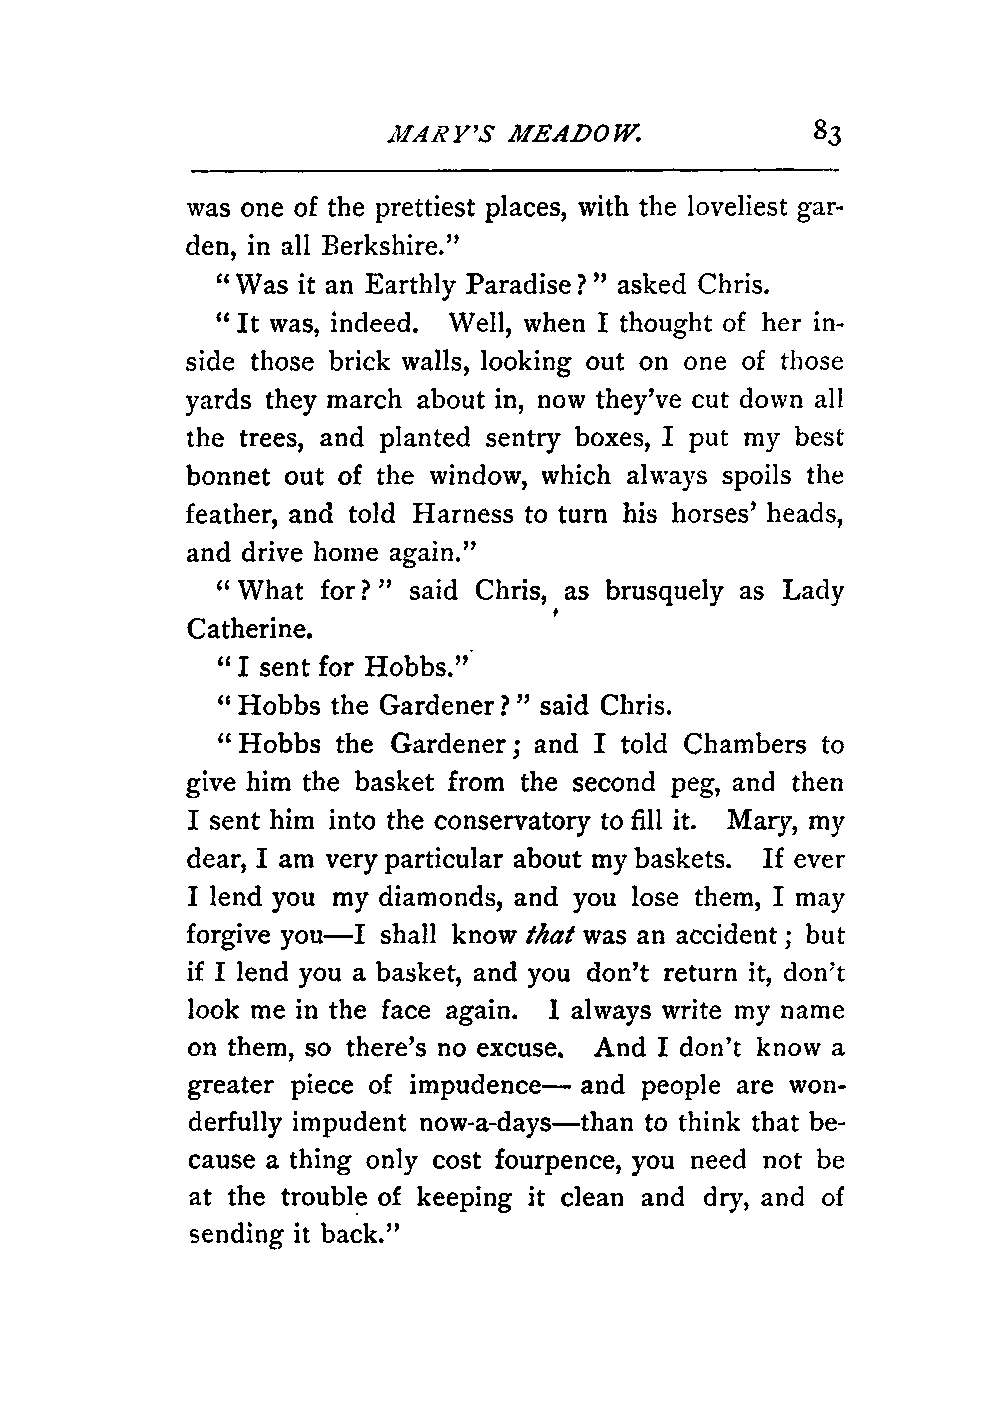 MARY'S MEADOW. 83
was one of the prettiest places, with the loveliest gar-
den, in all Berkshire."
"Was it an Earthly Paradise?" asked Chris.
"It was, indeed. Well, when I thought of her in-
side those brick walls, looking out on one of those
yards they march about in, now they've cut down all
the trees, and planted sentry boxes, I put my best
bonnet out of the window, which always spoils the
feather, and told Harness to turn his horses' heads,
and drive home again."
"What for?" said Chris, as brusquely as Lady
Catherine.
"I sent for Hobbs."
"Hobbs the Gardener?" said Chris.
"Hobbs the Gardener; and I told Chambers to
give him the basket from the second peg, and then
I sent him into the conservatory to fill it. Mary, my
dear, I am very particular about my baskets. If ever
I lend you my diamonds, and you lose them, I may
forgive you—I shall know that was an accident; but
if I lend you a basket, and you don't return it, don't
look me in the face again. I always write my name
on them, so there's no excuse. And I don't know a
greater piece of impudence—and people are won-
derfully impudent now-a-days—than to think that be-
cause a thing only cost fourpence, you need not be
at the trouble of keeping it clean and dry, and of
sending it back."